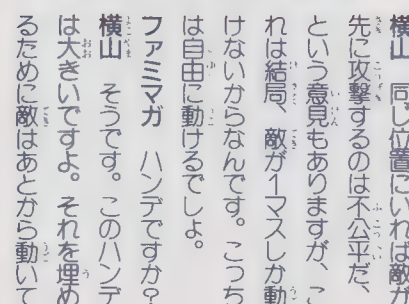 横山　同じ位置にいれば敵が
先に攻撃するのは不公平だ、
という意見もありますが、こ
れは結局、敵が1マスしか動
けないからなんです。こっち
は自由に動けるでしょ。
ファミマガ　ハンデですか？
横山　そうです。このハンデ
は大きいですよ。それを埋め
るために敵はあとから動いて